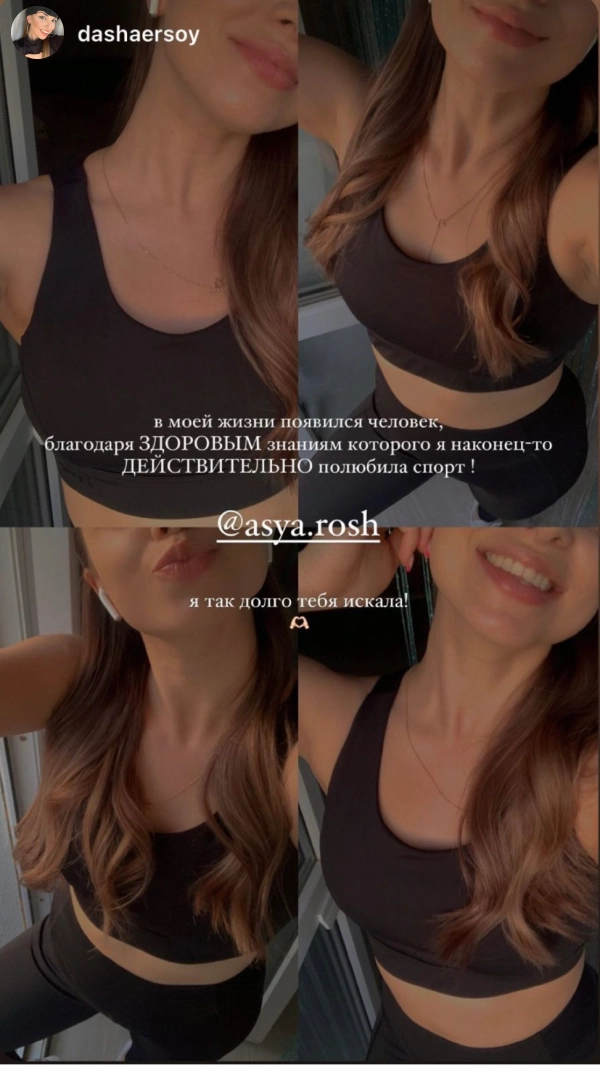 dashaersoy
в моей жизни появился человек,
благодаря ЗДОРОВЫМ знаниям которого я наконец-то
ДЕЙСТВИТЕЛЬНО полюбила спорт !
@asya.rosh
я так долго тебя искала!
🫶🏼